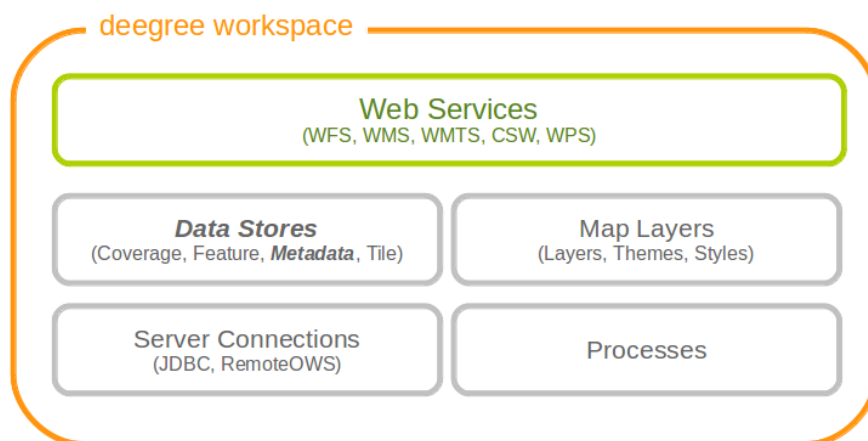 deegree workspace
Web Services
(WFS, WMS, WMTS, CSW, WPS)
Data Stores
(Coverage, Feature, Metadata, Tile)
Map Layers
(Layers, Themes, Styles)
Server Connections
(JDBC, RemoteOWS)
Processes